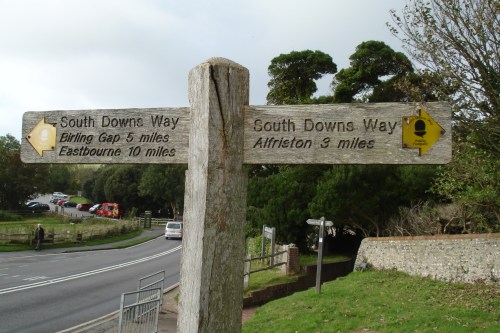 South Downs Way
Birling Gap 5 miles
Eastbourne 10 miles
South Downs Way
Alfriston 3 miles